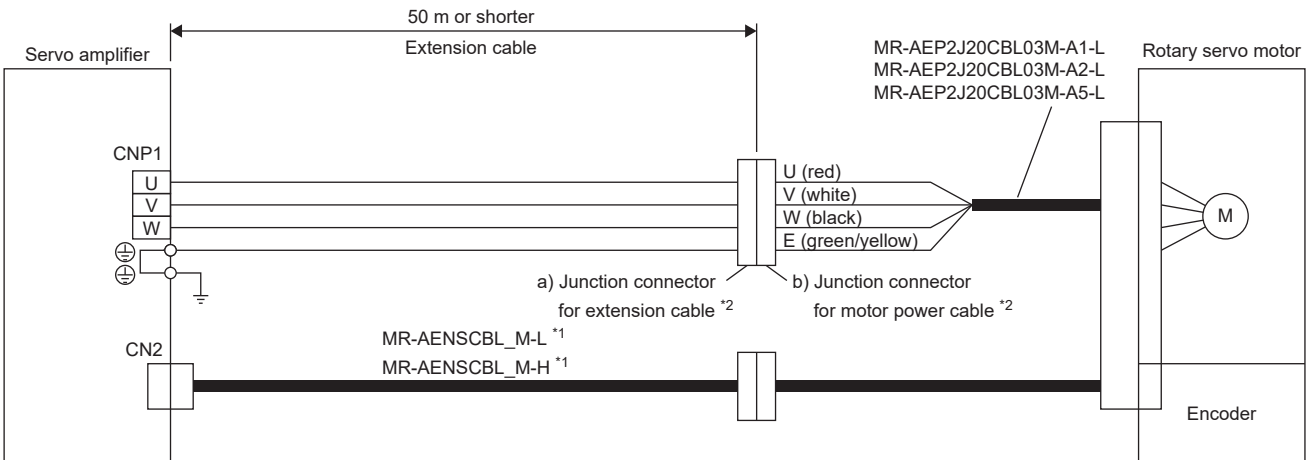 50 m or shorter
Extension cable
Servo amplifier
MR-AEP2J20CBL03M-A1-L
MR-AEP2J20CBL03M-A2-L
MR-AEP2J20CBL03M-A5-L
Rotary servo motor
CNP1
U
V
W
U (red)
V (white)
W (black)
E (green/yellow)
M
a) Junction connector
for extension cable *2
b) Junction connector
for motor power cable *2
MR-AENSCBL_M-L *1
MR-AENSCBL_M-H *1
CN2
Encoder